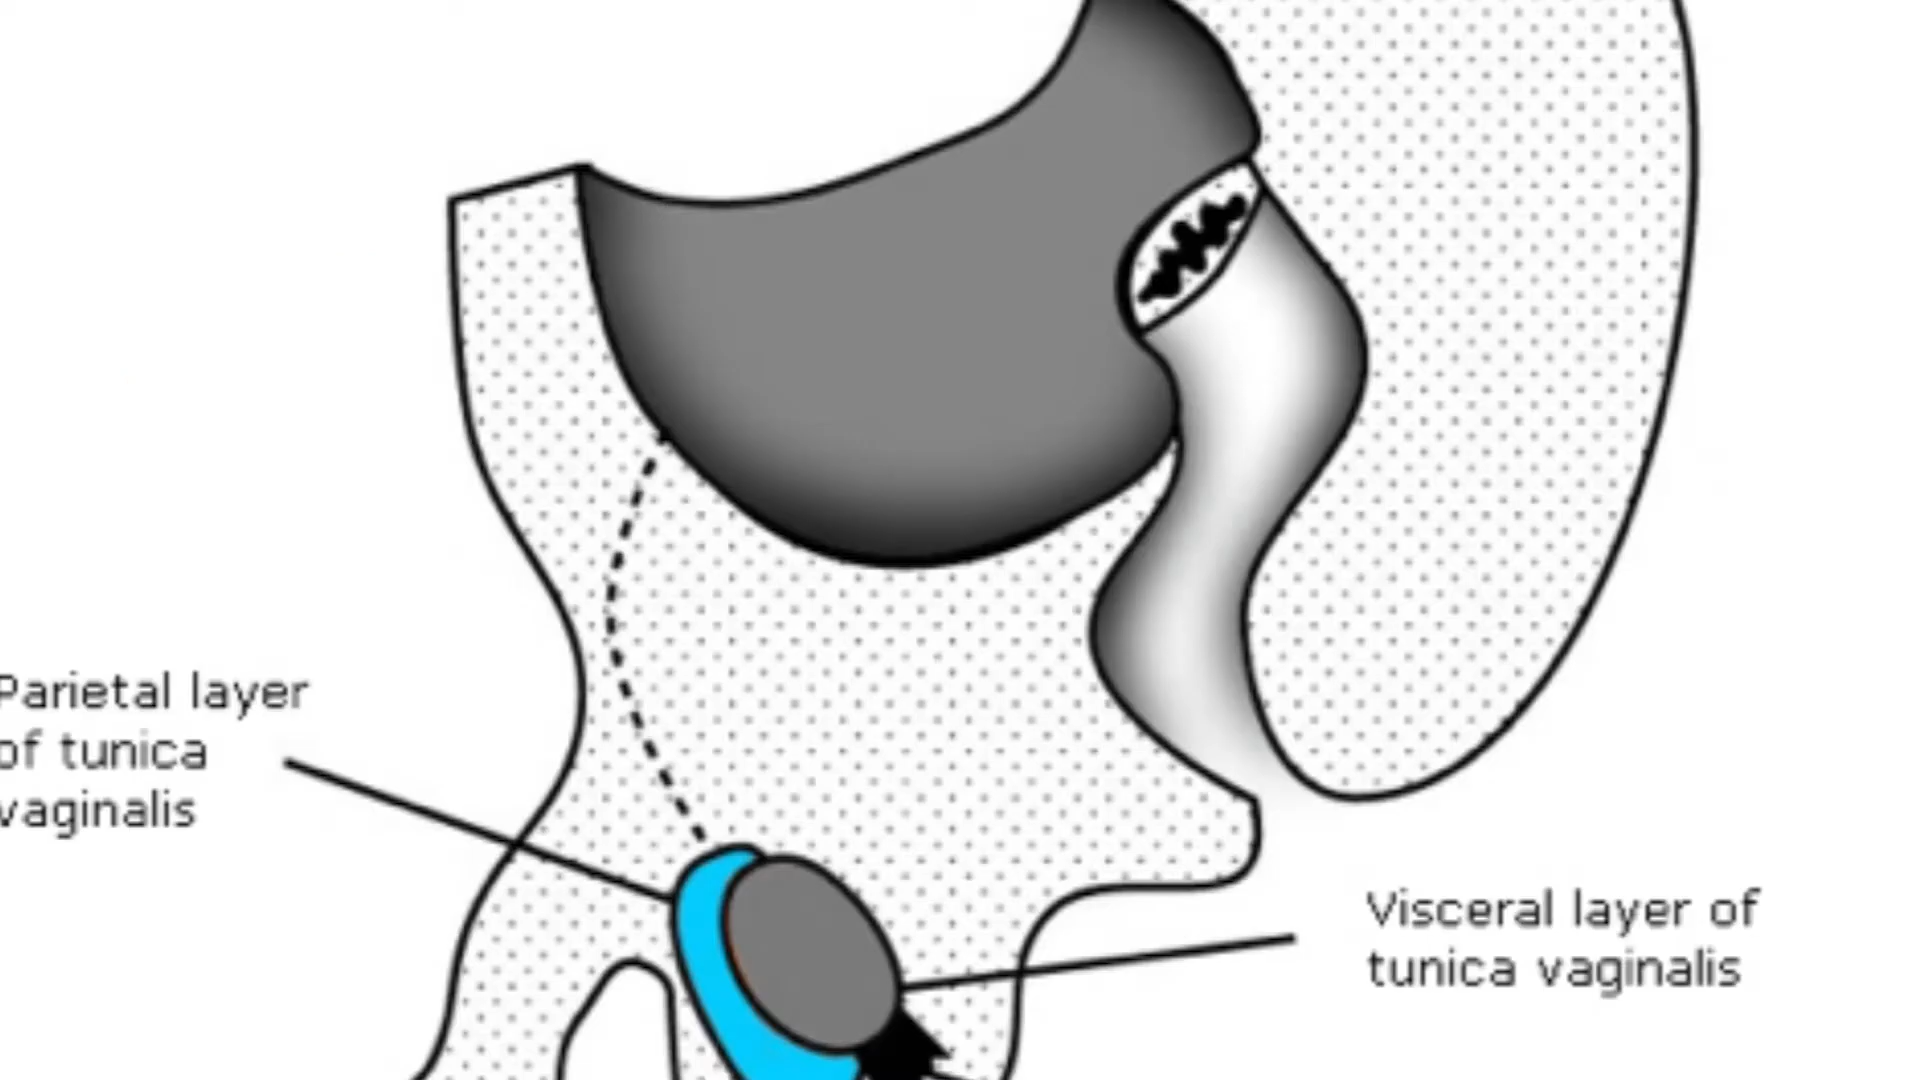 Parietal layer
of tunica
vaginalis
Visceral layer of
tunica vaginalis